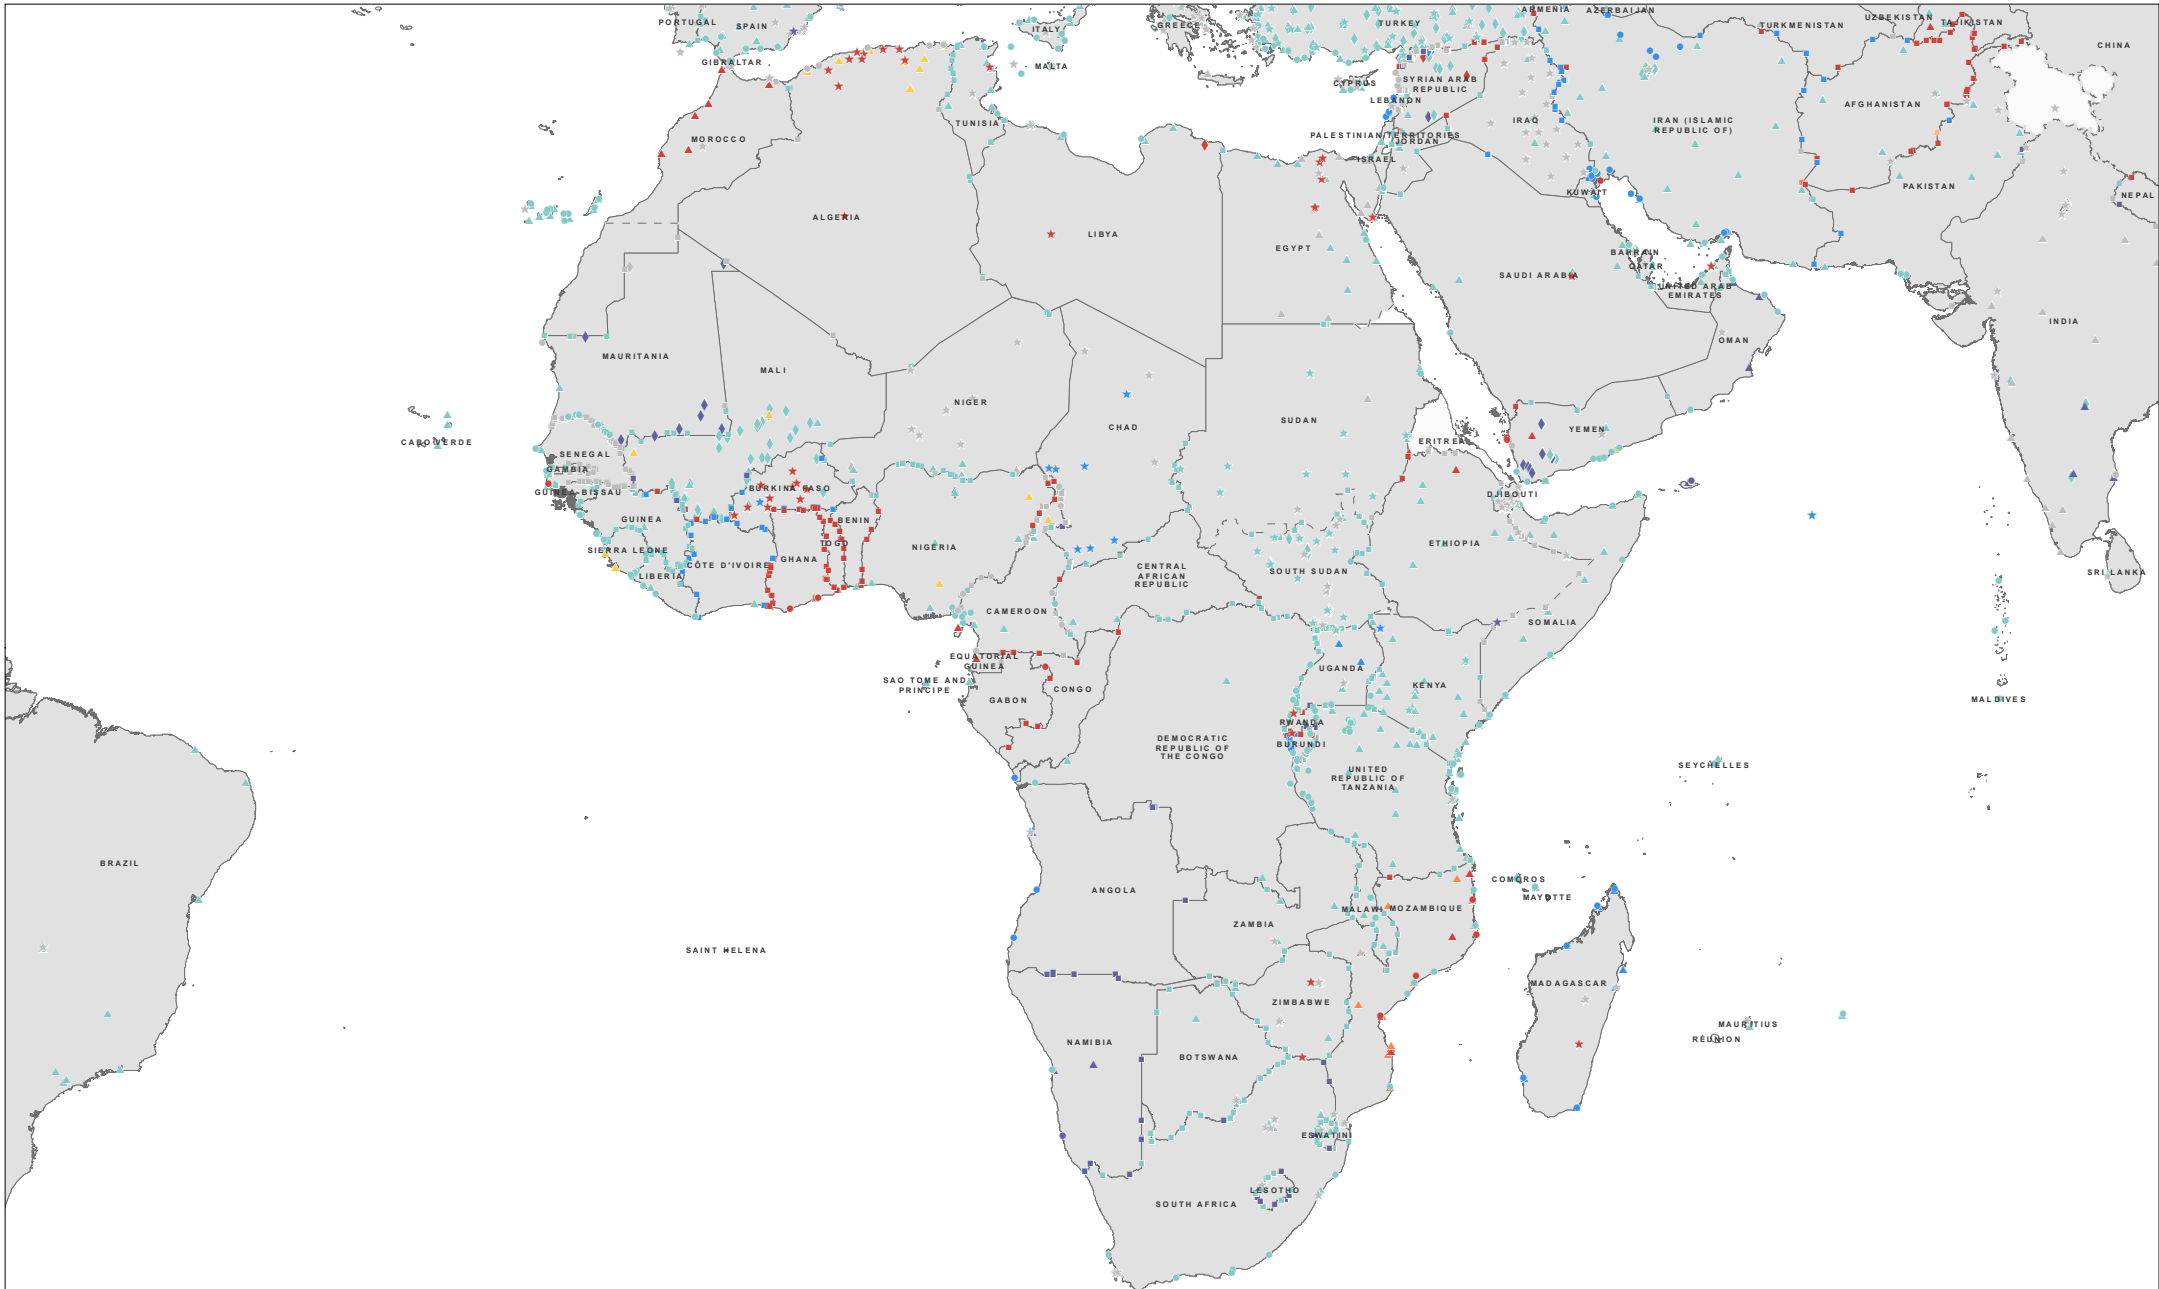 PORTUGAL
SPAIN
GIBRALTAR
ITALY
MALTA
GREECE
TURKEY
ARMENIA
AZERBAIJAN
TURKMENISTAN
UZBEKISTAN
TAJIKISTAN
CHINA
CYPRUS
SYRIAN ARAB
REPUBLIC
LEBANON
PALESTINIAN TERRITORIES
JORDAN
ISRAEL
IRAQ
IRAN (ISLAMIC
REPUBLIC OF)
AFGHANISTAN
PAKISTAN
NEPAL
KUWAIT
MOROCCO
TUNISIA
ALGERIA
LIBYA
EGYPT
SAUDI ARABIA
BAHRAIN
QATAR
UNITED ARAB
EMIRATES
OMAN
INDIA
MAURITANIA
MALI
NIGER
CHAD
SUDAN
ERITREA
YEMEN
CABO VERDE
SENEGAL
GAMBIA
GUINEA-BISSAU
GUINEA
SIERRA LEONE
LIBERIA
CÔTE D'IVOIRE
BURKINA FASO
GHANA
TOGO
BENIN
NIGERIA
CAMEROON
CENTRAL
AFRICAN
REPUBLIC
SOUTH SUDAN
ETHIOPIA
DJIBOUTI
SOMALIA
SRI LANKA
MALDIVES
EQUATORIAL
GUINEA
SAO TOME AND
PRINCIPE
GABON
CONGO
DEMOCRATIC
REPUBLIC OF
THE CONGO
UGANDA
KENYA
RWANDA
BURUNDI
UNITED
REPUBLIC OF
TANZANIA
SEYCHELLES
BRAZIL
SAINT HELENA
ANGOLA
ZAMBIA
MALAWI
MOZAMBIQUE
COMOROS
MAYOTTE
MADAGASCAR
MAURITIUS
RÉUNION
ZIMBABWE
NAMIBIA
BOTSWANA
ESWATINI
LESOTHO
SOUTH AFRICA